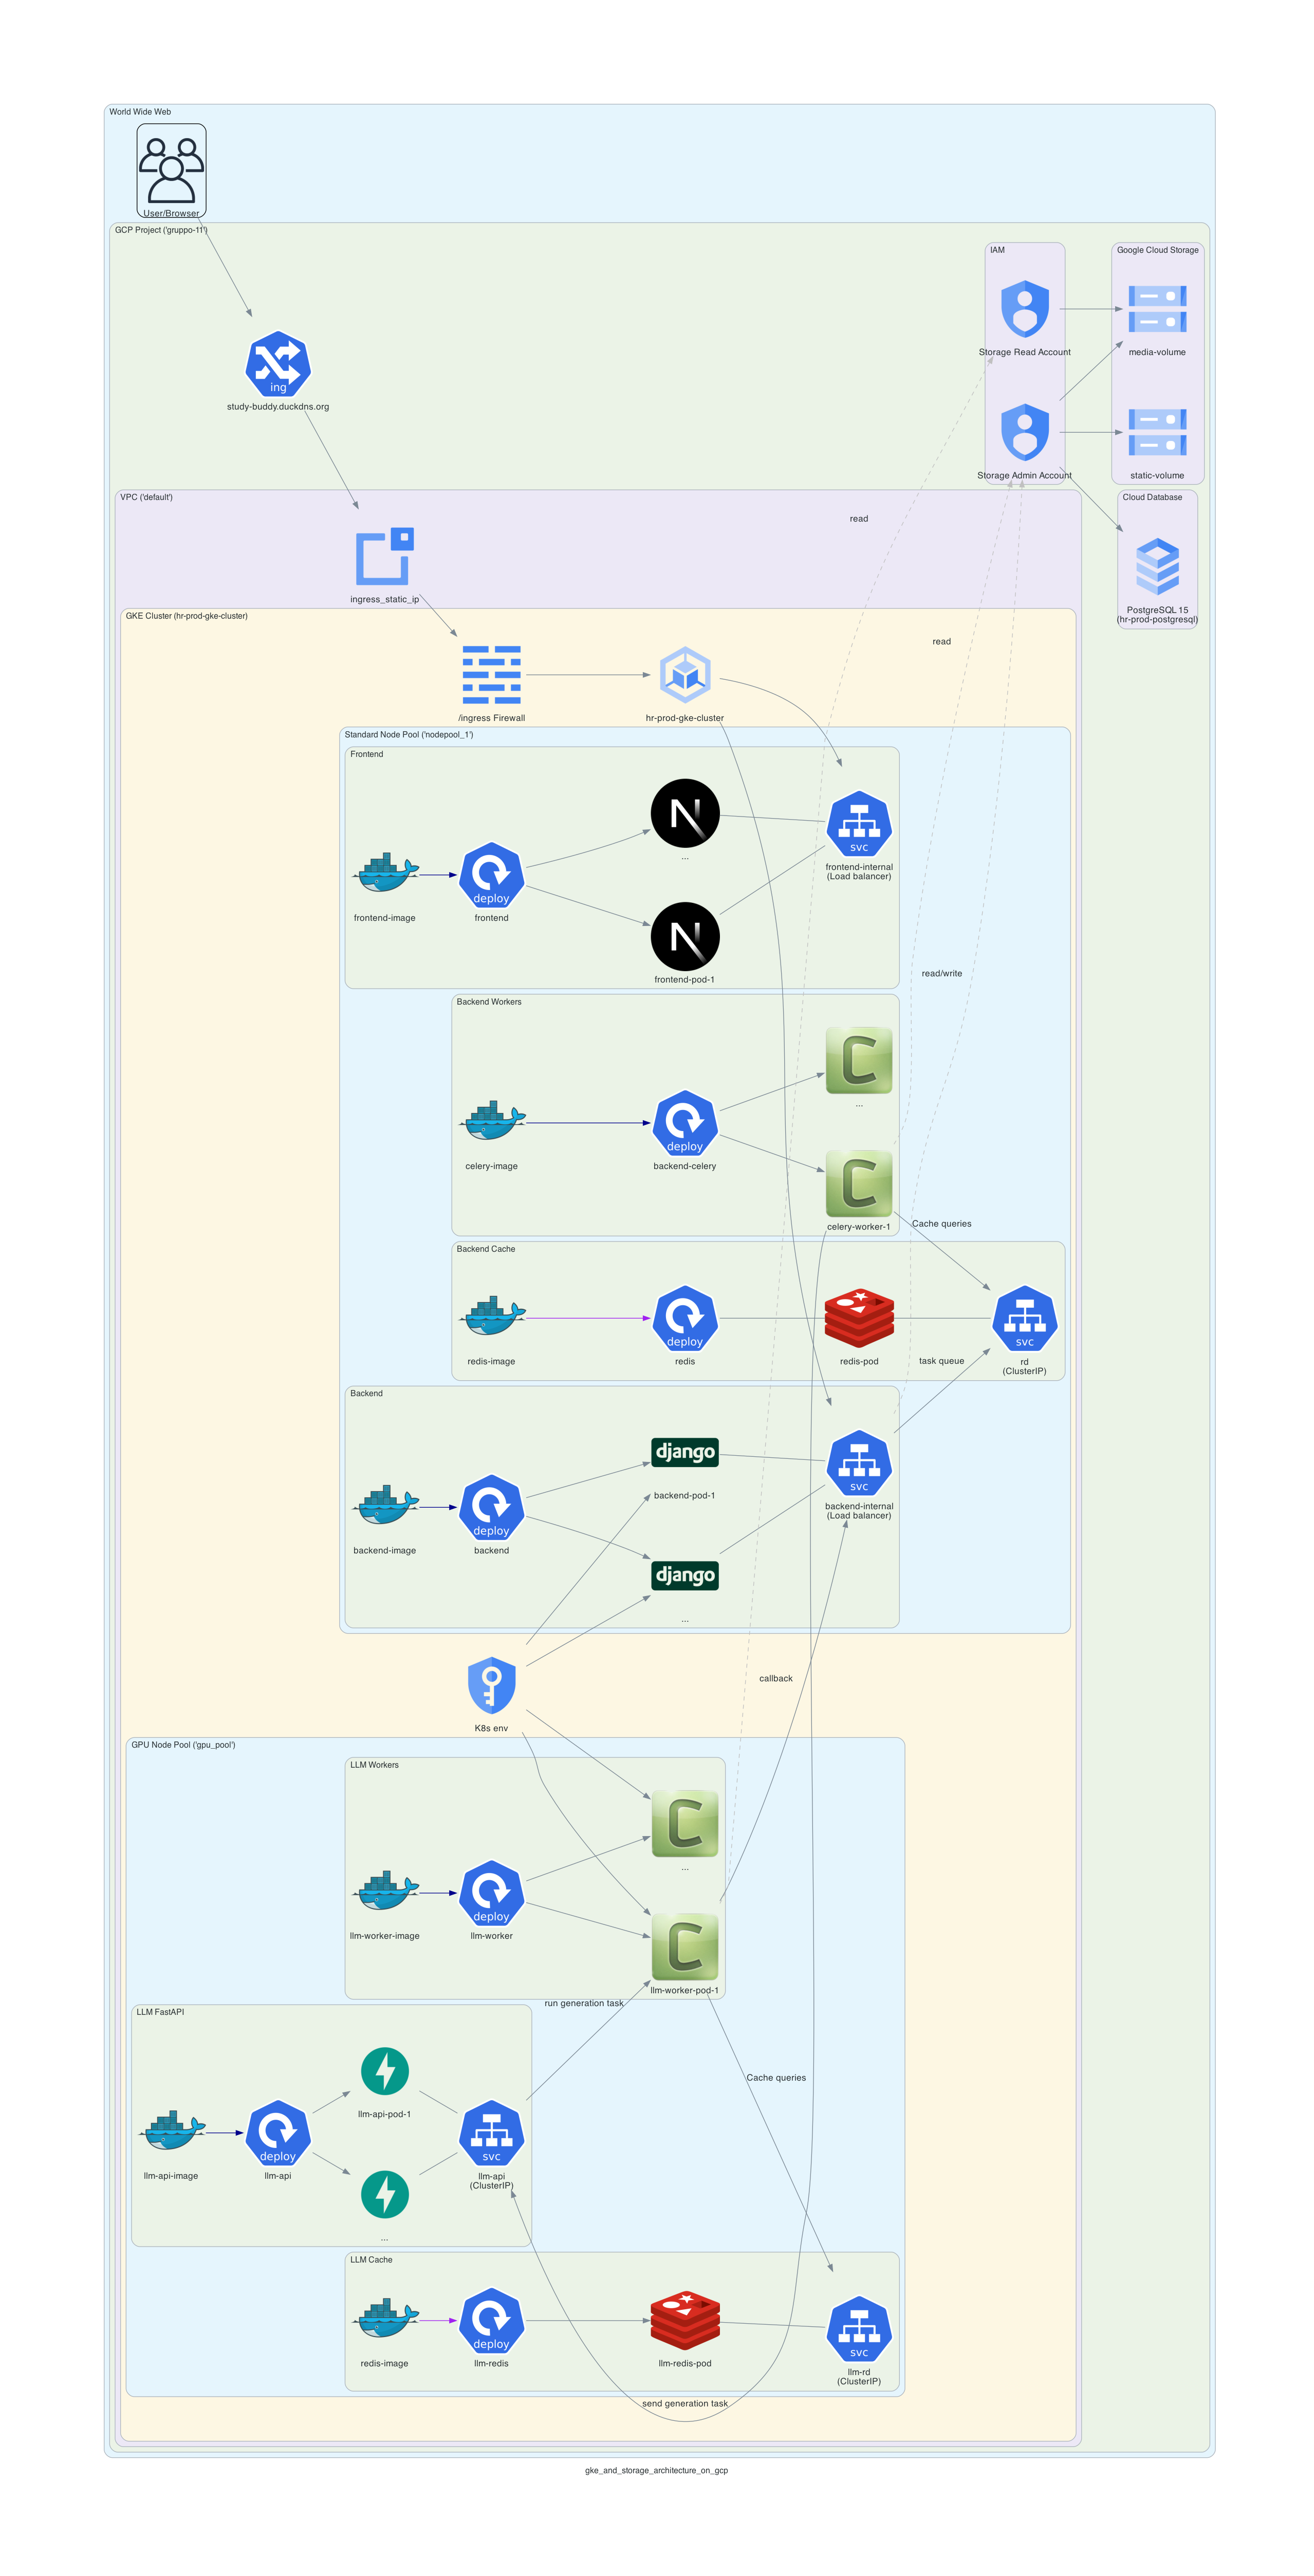 World Wide Web
User/Browser
GCP Project ('gruppo-11')
IAM
Google Cloud Storage
Storage Read Account
media-volume
ing
study-buddy.duckdns.org
Storage Admin Account
static-volume
VPC ('default')
Cloud Database
read
ingress_static_ip
PostgreSQL 15
(hr-prod-postgresql)
GKE Cluster (hr-prod-gke-cluster)
read
/ingress Firewall
hr-prod-gke-cluster
Standard Node Pool ('nodepool_1')
Frontend
N
...
svc
frontend-internal
(Load balancer)
deploy
frontend-image
frontend
N
frontend-pod-1
read/write
Backend Workers
C
...
deploy
celery-image
backend-celery
C
celery-worker-1
Cache queries
Backend Cache
deploy
svc
redis-image
redis
redis-pod
task queue
rd
(ClusterIP)
Backend
django
backend-pod-1
svc
backend-internal
(Load balancer)
deploy
backend-image
backend
django
...
callback
K8s env
GPU Node Pool ('gpu_pool')
LLM Workers
C
...
deploy
llm-worker-image
llm-worker
C
llm-worker-pod-1
run generation task
LLM FastAPI
Cache queries
llm-api-pod-1
deploy
svc
llm-api-image
llm-api
llm-api
(ClusterIP)
...
LLM Cache
deploy
svc
redis-image
llm-redis
llm-redis-pod
llm-rd
(ClusterIP)
send generation task
gke_and_storage_architecture_on_gcp